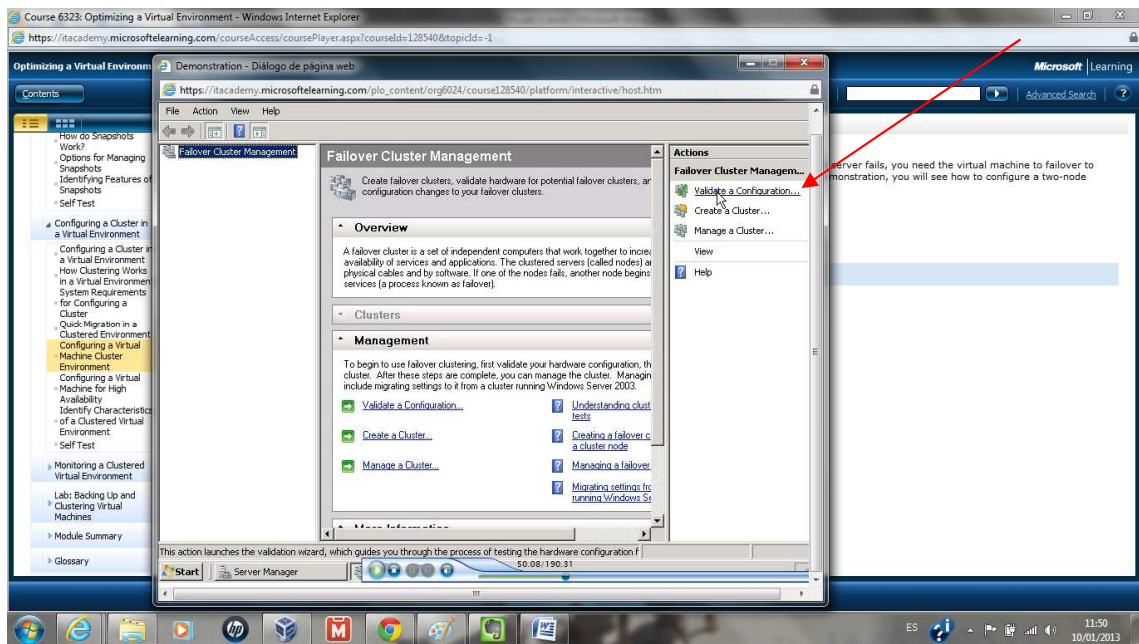 Course 6323: Optimizing a Virtual Environment - Windows Internet Explorer
https://itacademy.microsoftelearning.com/courseAccess/coursePlayer.aspx?courseId=128540&topicId=-1
Optimizing a Virtual Environm
Microsoft | Learning
Contents
Advanced Search
?
How do Snapshots
Work?
Options for Managing
Snapshots
Identifying Features of
Snapshots
Self Test
Configuring a Cluster in
a Virtual Environment
Configuring a Cluster in
a Virtual Environment
How Clustering Works
in a Virtual Environment
System Requirements
for Configuring a
Cluster
Quick Migration in a
Clustered Environment
Configuring a Virtual
Machine Cluster
Environment
Configuring a Virtual
Machine for High
Availability
Identify Characteristics
of a Clustered Virtual
Environment
Self Test
Monitoring a Clustered
Virtual Environment
Lab: Backing Up and
Clustering Virtual
Machines
Module Summary
Glossary
Demonstration - Diálogo de página web
https://itacademy.microsoftelearning.com/plo_content/org6024/course128540/platform/interactive/host.htm
File Action View Help
Failover Cluster Management
Failover Cluster Management
Create failover clusters, validate hardware for potential failover clusters, ar
configuration changes to your failover clusters.
Overview
A failover cluster is a set of independent computers that work together to increa
availability of services and applications. The clustered servers (called nodes) ar
physical cables and by software. If one of the nodes fails, another node begins
services (a process known as failover).
Clusters
Management
To begin to use failover clustering, first validate your hardware configuration, th
cluster. After these steps are complete, you can manage the cluster. Managin
include migrating settings to it from a cluster running Windows Server 2003.
Validate a Configuration...
Create a Cluster...
Manage a Cluster...
Understanding clust
tests
Creating a failover c
a cluster node
Managing a failover
Migrating settings fro
running Windows Se
More Information
Actions
Failover Cluster Managem...
Validate a Configuration...
Create a Cluster...
Manage a Cluster...
View
Help
server fails, you need the virtual machine to failover to
monstration, you will see how to configure a two-node
This action launches the validation wizard, which guides you through the process of testing the hardware configuration f
Start
Server Manager
50.08/190.31
ES
11:50
10/01/2013